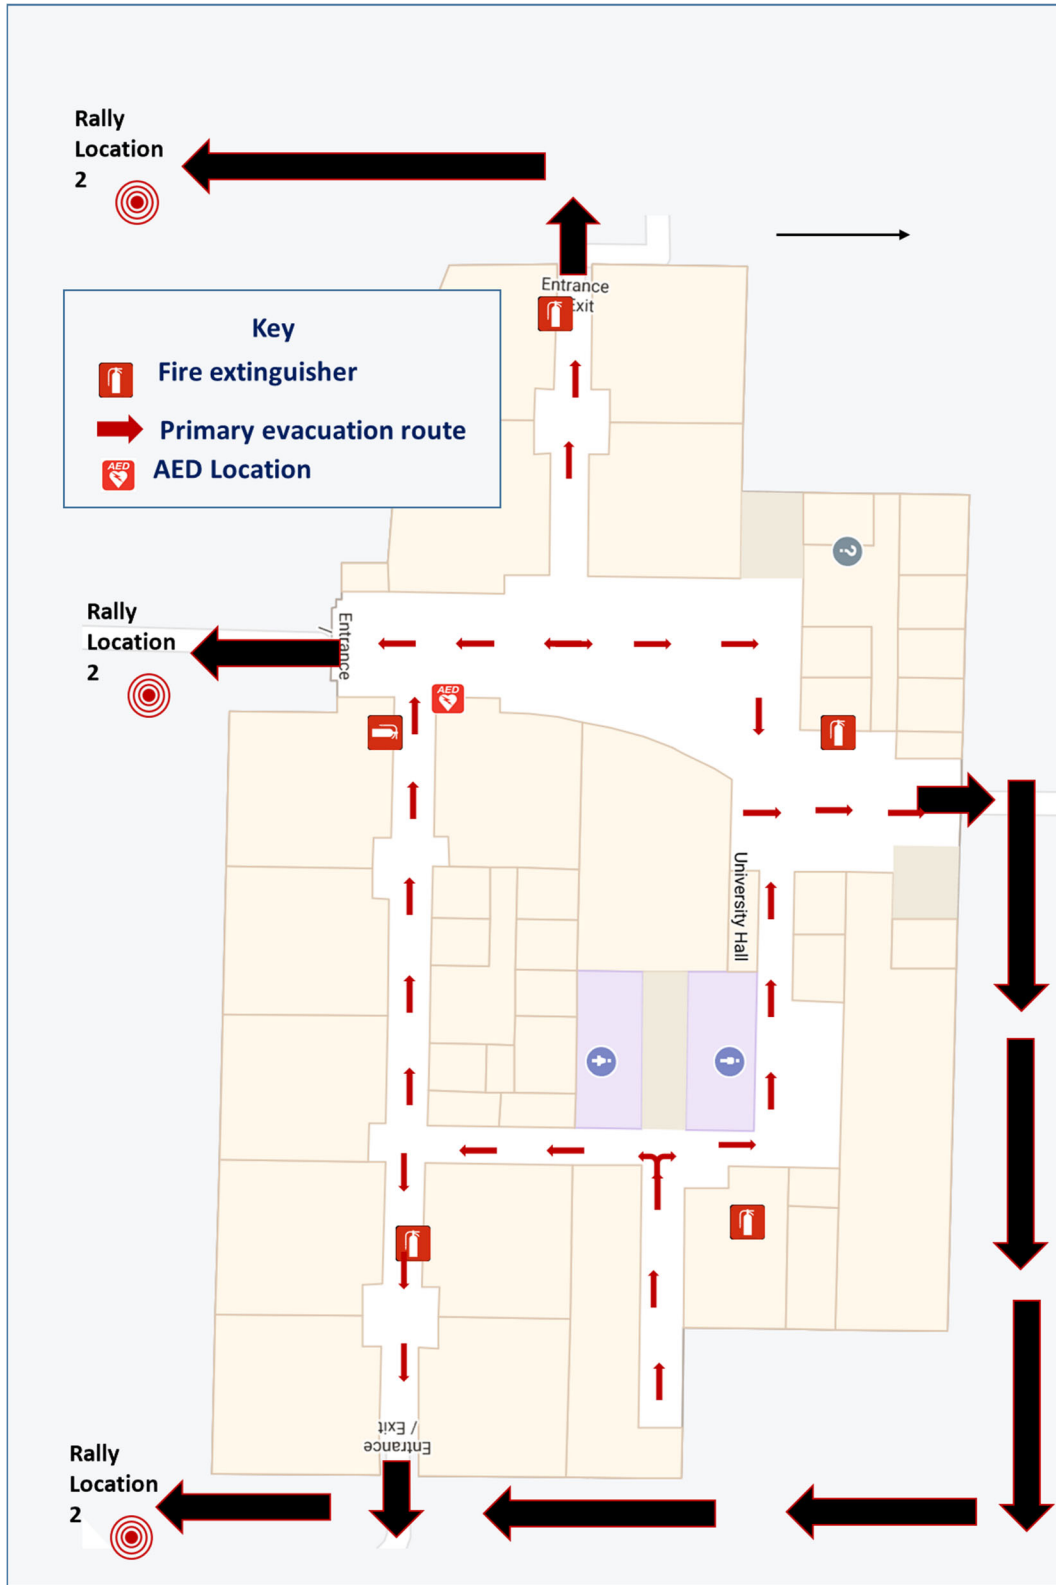 Rally
Location
2
Entrance
Exit
Key
Fire extinguisher
Primary evacuation route
AED
AED Location
?
Rally
Location
2
Entrance
/
AED
University Hall
Entrance
/ Exit
Rally
Location
2